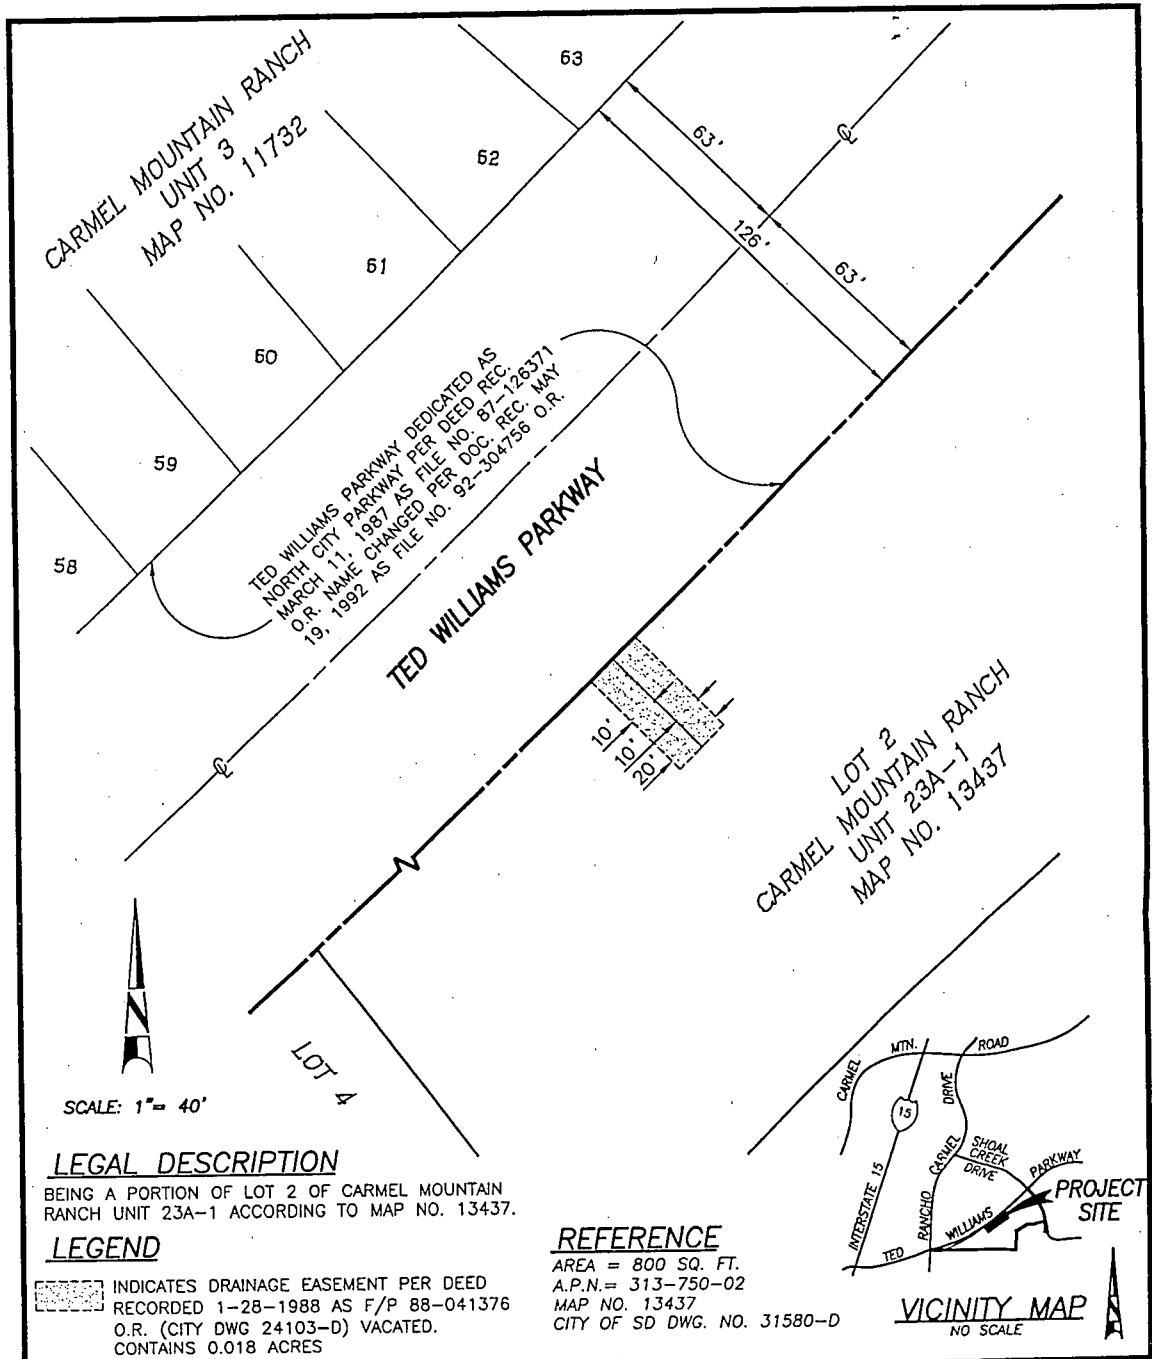 CARMEL MOUNTAIN RANCH
UNIT 3
MAP NO. 11732
63
62
61
60
59
58
63'
126'
63'
℄
TED WILLIAMS PARKWAY DEDICATED AS
NORTH CITY PARKWAY PER DEED REC.
MARCH 11, 1987 AS FILE NO. 87-126371
O.R. NAME CHANGED PER DOC. REC. MAY
19, 1992 AS FILE NO. 92-304756 O.R.
TED WILLIAMS PARKWAY
℄
10'
10'
20'
LOT 2
CARMEL MOUNTAIN RANCH
UNIT 23A-1
MAP NO. 13437
LOT 4
N
SCALE: 1"= 40'
LEGAL DESCRIPTION
BEING A PORTION OF LOT 2 OF CARMEL MOUNTAIN
RANCH UNIT 23A-1 ACCORDING TO MAP NO. 13437.
LEGEND
INDICATES DRAINAGE EASEMENT PER DEED
RECORDED 1-28-1988 AS F/P 88-041376
O.R. (CITY DWG 24103-D) VACATED.
CONTAINS 0.018 ACRES
REFERENCE
AREA = 800 SQ. FT.
A.P.N.= 313-750-02
MAP NO. 13437
CITY OF SD DWG. NO. 31580-D
CARMEL MTN. ROAD
15
INTERSTATE 15
RANCHO CARMEL DRIVE
SHOAL
CREEK
DRIVE
TED WILLIAMS PARKWAY
PROJECT
SITE
VICINITY MAP
NO SCALE
N